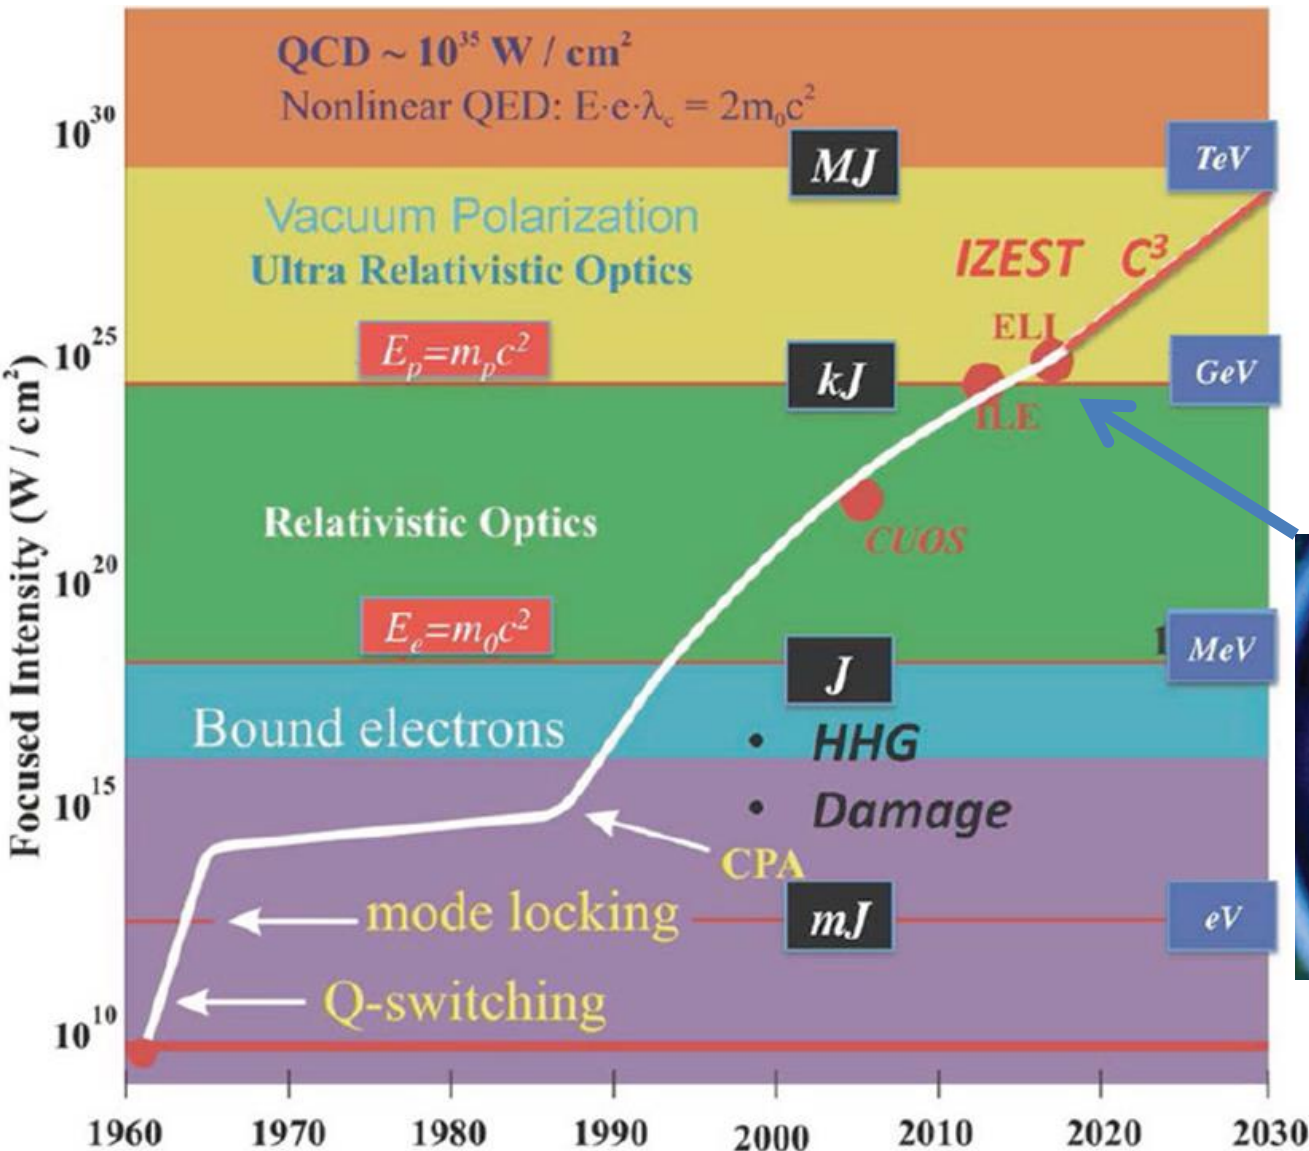 QCD ~ 10³⁵ W / cm²
Nonlinear QED: E·e·λc = 2m₀c²
10³⁰
MJ
TeV
Vacuum Polarization
Ultra Relativistic Optics
IZEST C³
ELI
10²⁵
Eₚ=mₚc²
kJ
GeV
ILE
Focused Intensity (W / cm²)
Relativistic Optics
CUOS
10²⁰
Eₑ=m₀c²
J
MeV
Bound electrons
• HHG
10¹⁵
• Damage
CPA
mode locking
mJ
eV
Q-switching
10¹⁰
1960 1970 1980 1990 2000 2010 2020 2030